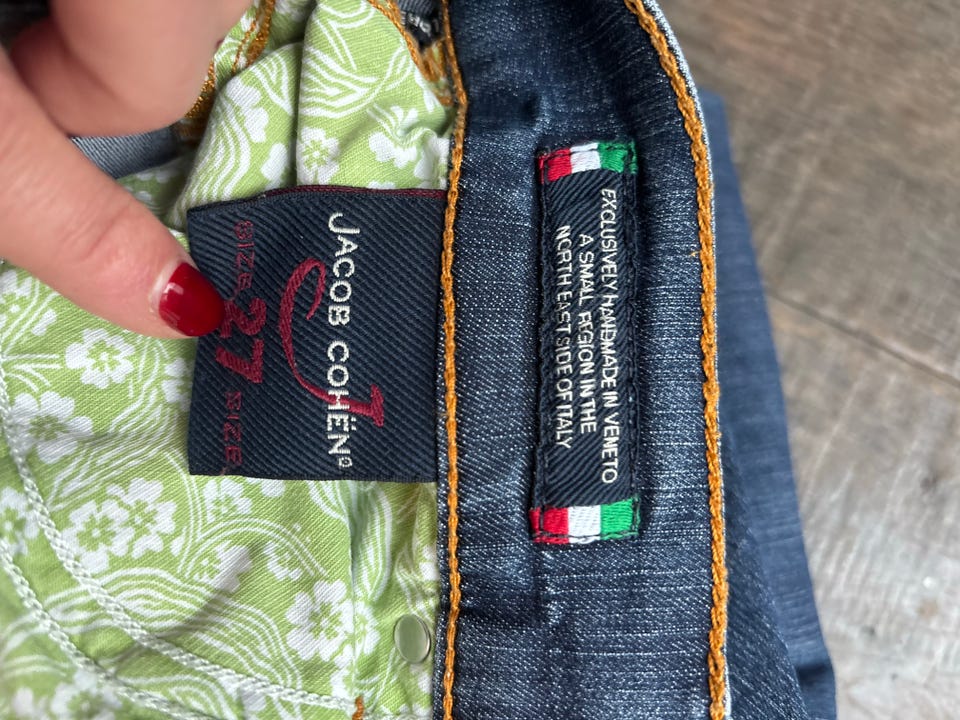 JACOB COHËN®
J
SIZE 27 SIZE
EXCLUSIVELY HANDMADE IN VENETO
A SMALL REGION IN THE
NORTH EAST SIDE OF ITALY